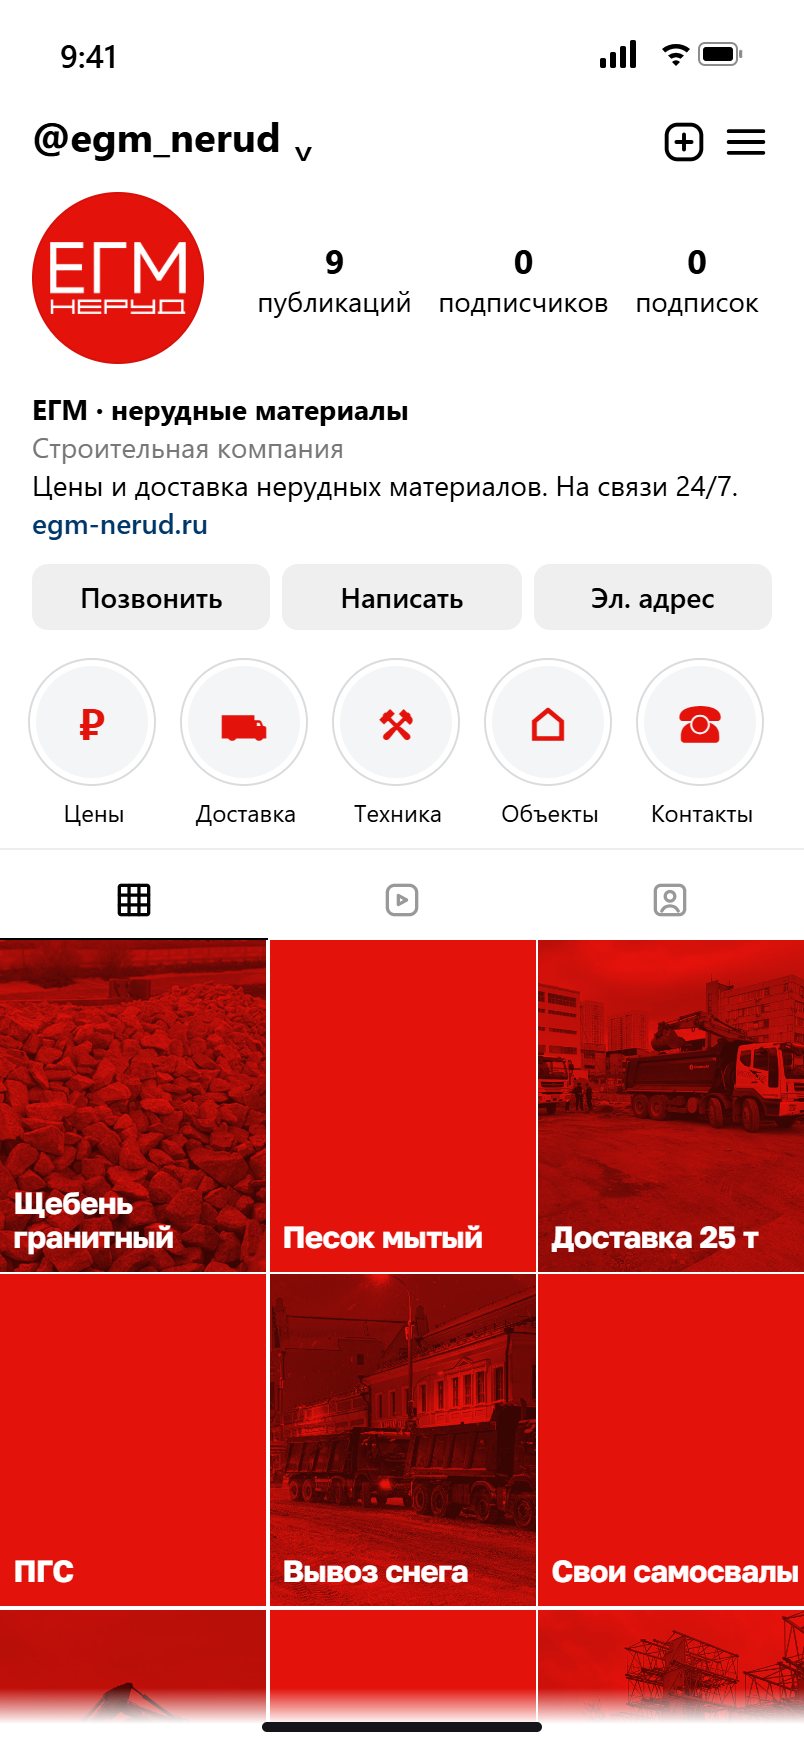 9:41
@egm_nerud
ЕГМ
НЕРУД
9
0
0
публикаций
подписчиков
подписок
ЕГМ · нерудные материалы
Строительная компания
Цены и доставка нерудных материалов. На связи 24/7.
egm-nerud.ru
Позвонить
Написать
Эл. адрес
₽
Цены
Доставка
Техника
Объекты
Контакты
Щебень
гранитный
Песок мытый
Доставка 25 т
ПГС
Вывоз снега
Свои самосвалы